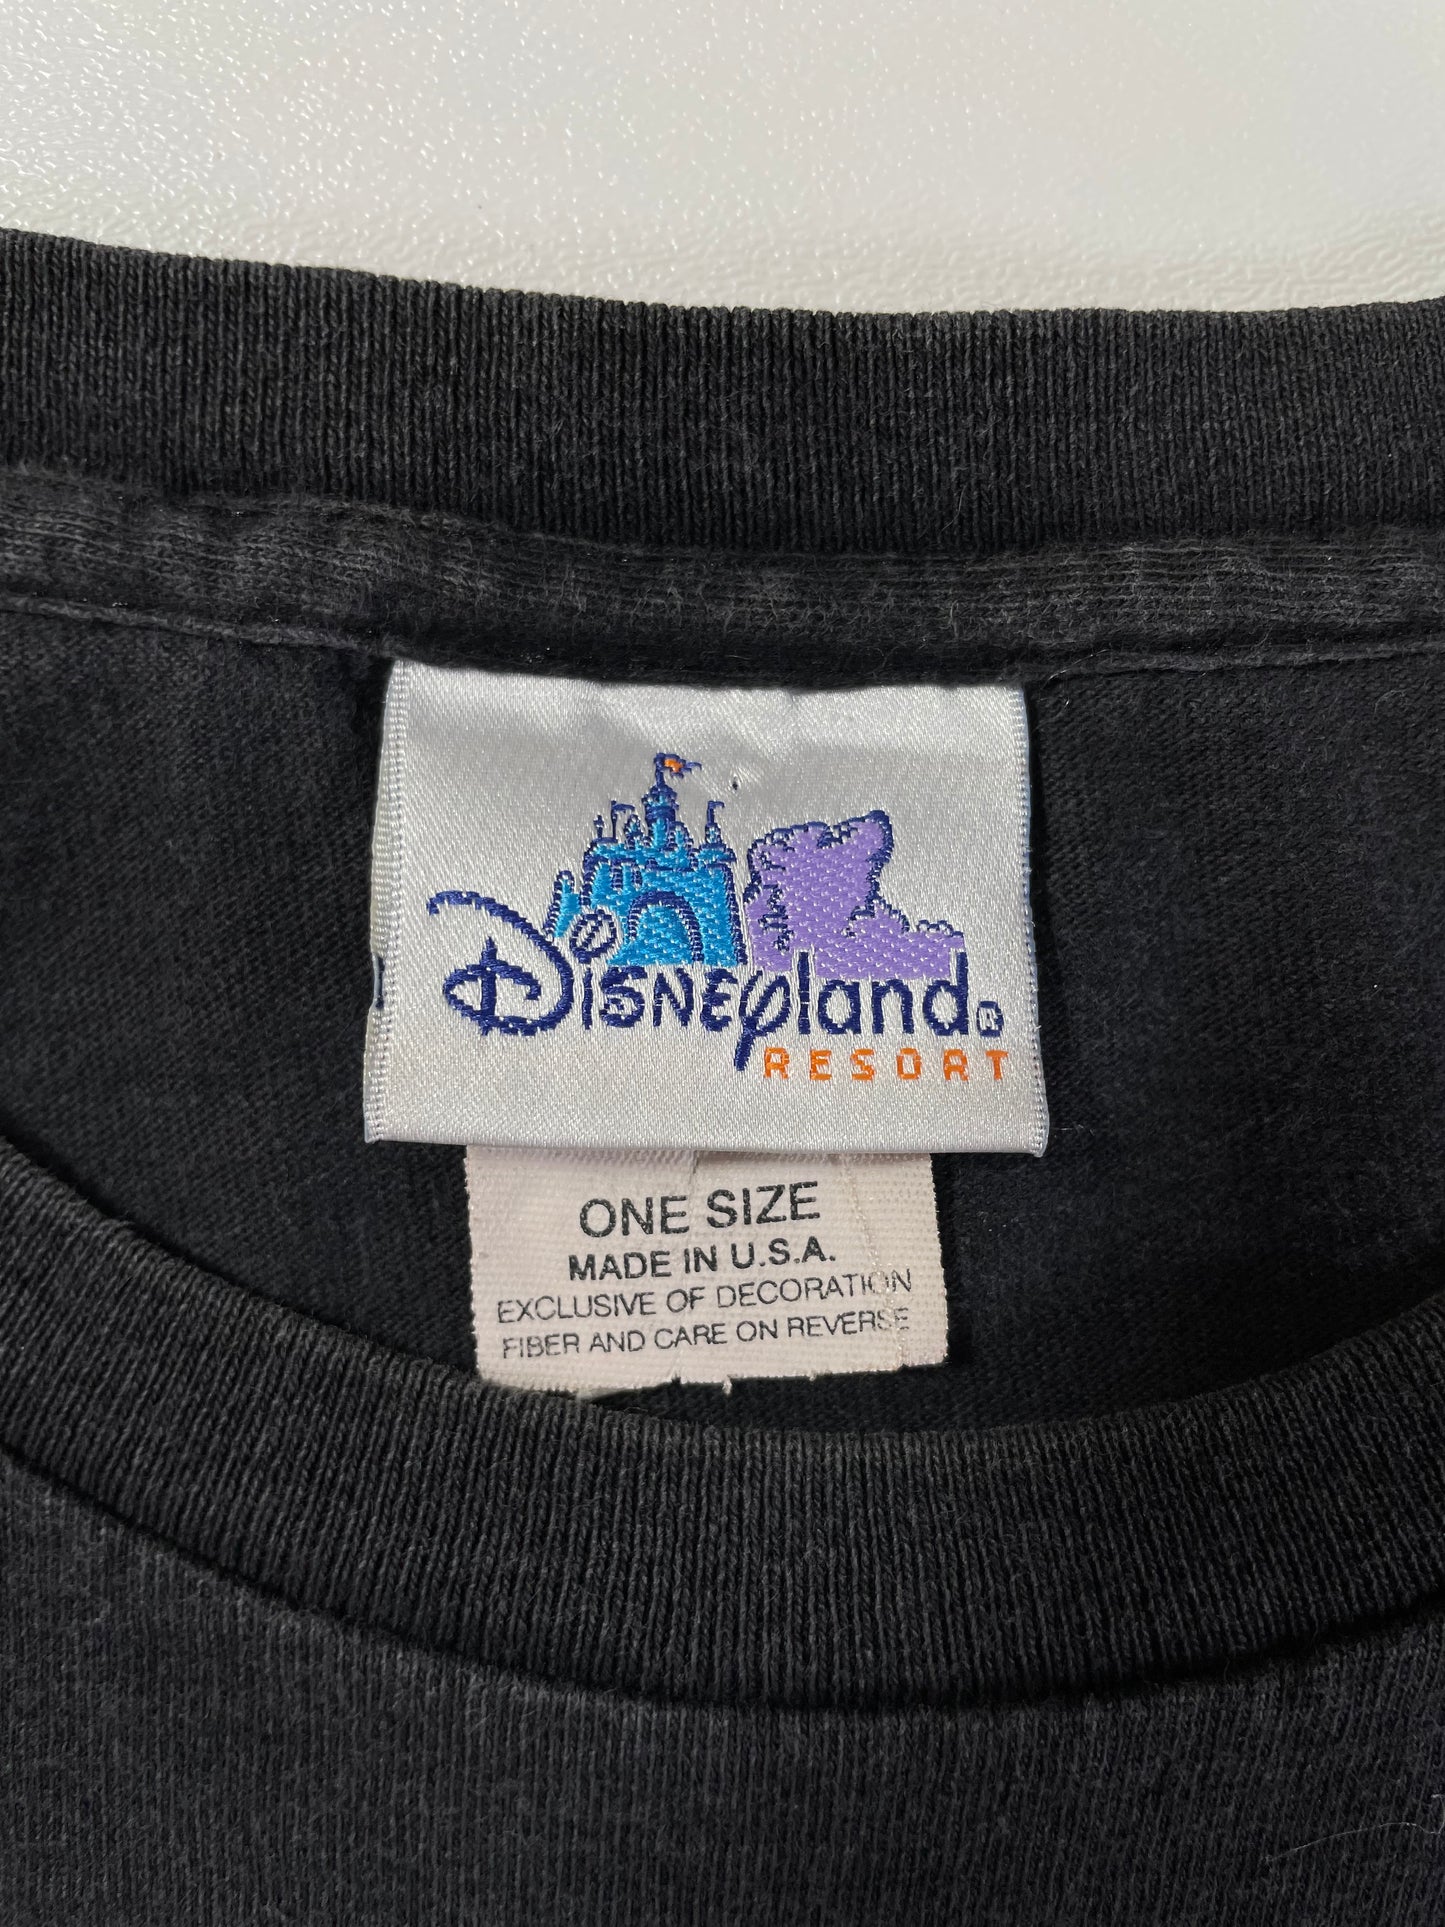 Disneyland®
RESORT
ONE SIZE
MADE IN U.S.A.
EXCLUSIVE OF DECORATION
FIBER AND CARE ON REVERSE